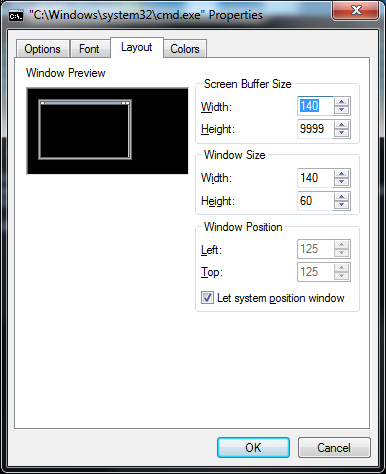 "C:\Windows\system32\cmd.exe" Properties
Options Font Layout Colors
Window Preview
Screen Buffer Size
Width: 140
Height: 9999
Window Size
Width: 140
Height: 60
Window Position
Left: 125
Top: 125
Let system position window
OK Cancel